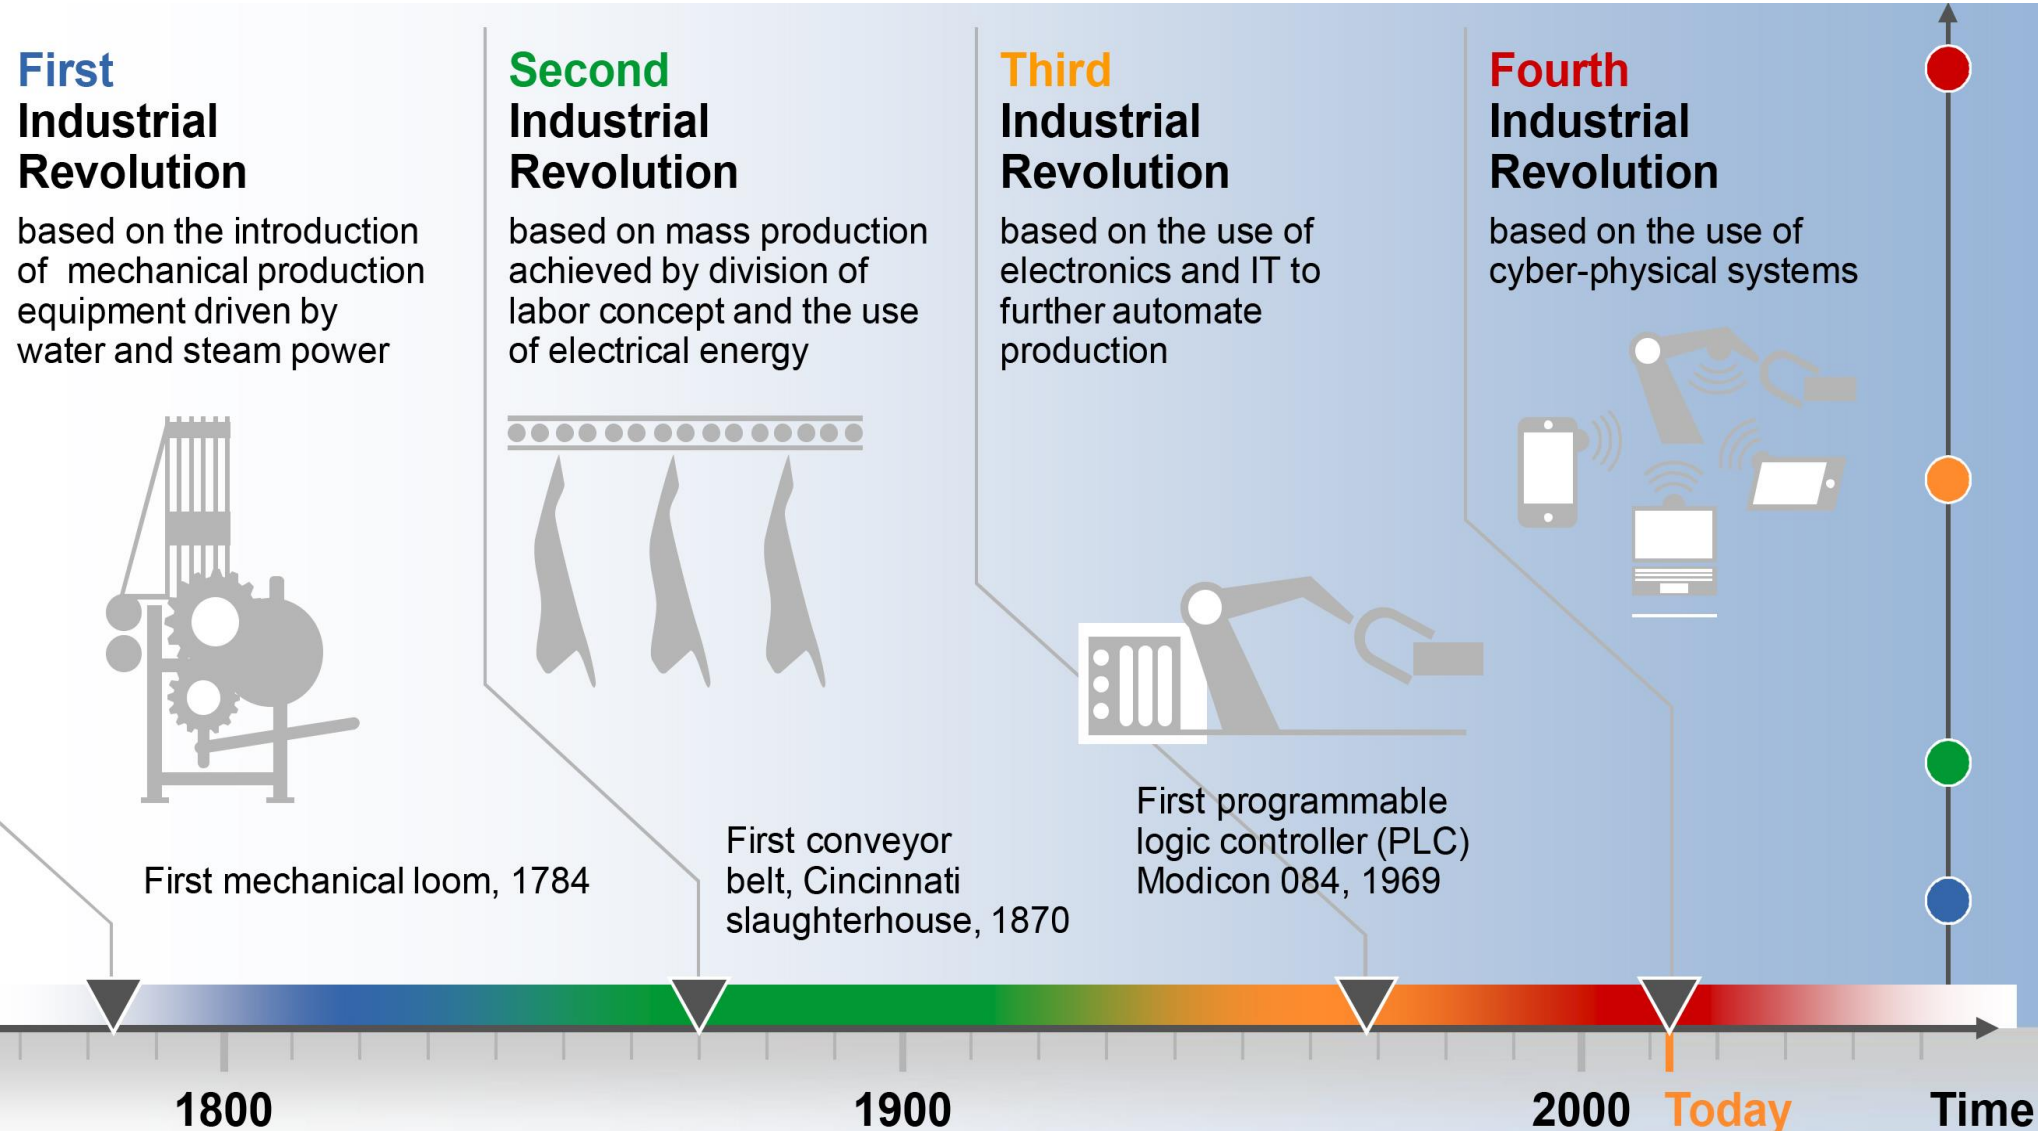 First
Industrial
Revolution
based on the introduction
of mechanical production
equipment driven by
water and steam power
First mechanical loom, 1784
Second
Industrial
Revolution
based on mass production
achieved by division of
labor concept and the use
of electrical energy
First conveyor
belt, Cincinnati
slaughterhouse, 1870
Third
Industrial
Revolution
based on the use of
electronics and IT to
further automate
production
First programmable
logic controller (PLC)
Modicon 084, 1969
Fourth
Industrial
Revolution
based on the use of
cyber-physical systems
1800
1900
2000
Today
Time